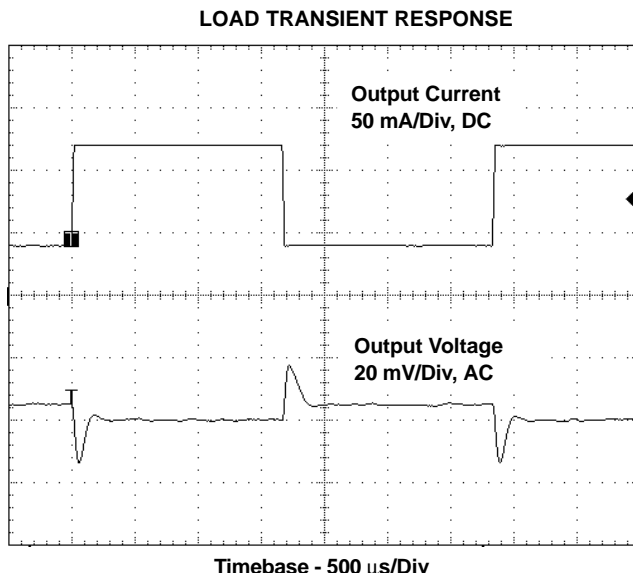 LOAD TRANSIENT RESPONSE
Output Current
50 mA/Div, DC
Output Voltage
20 mV/Div, AC
Timebase - 500 µs/Div